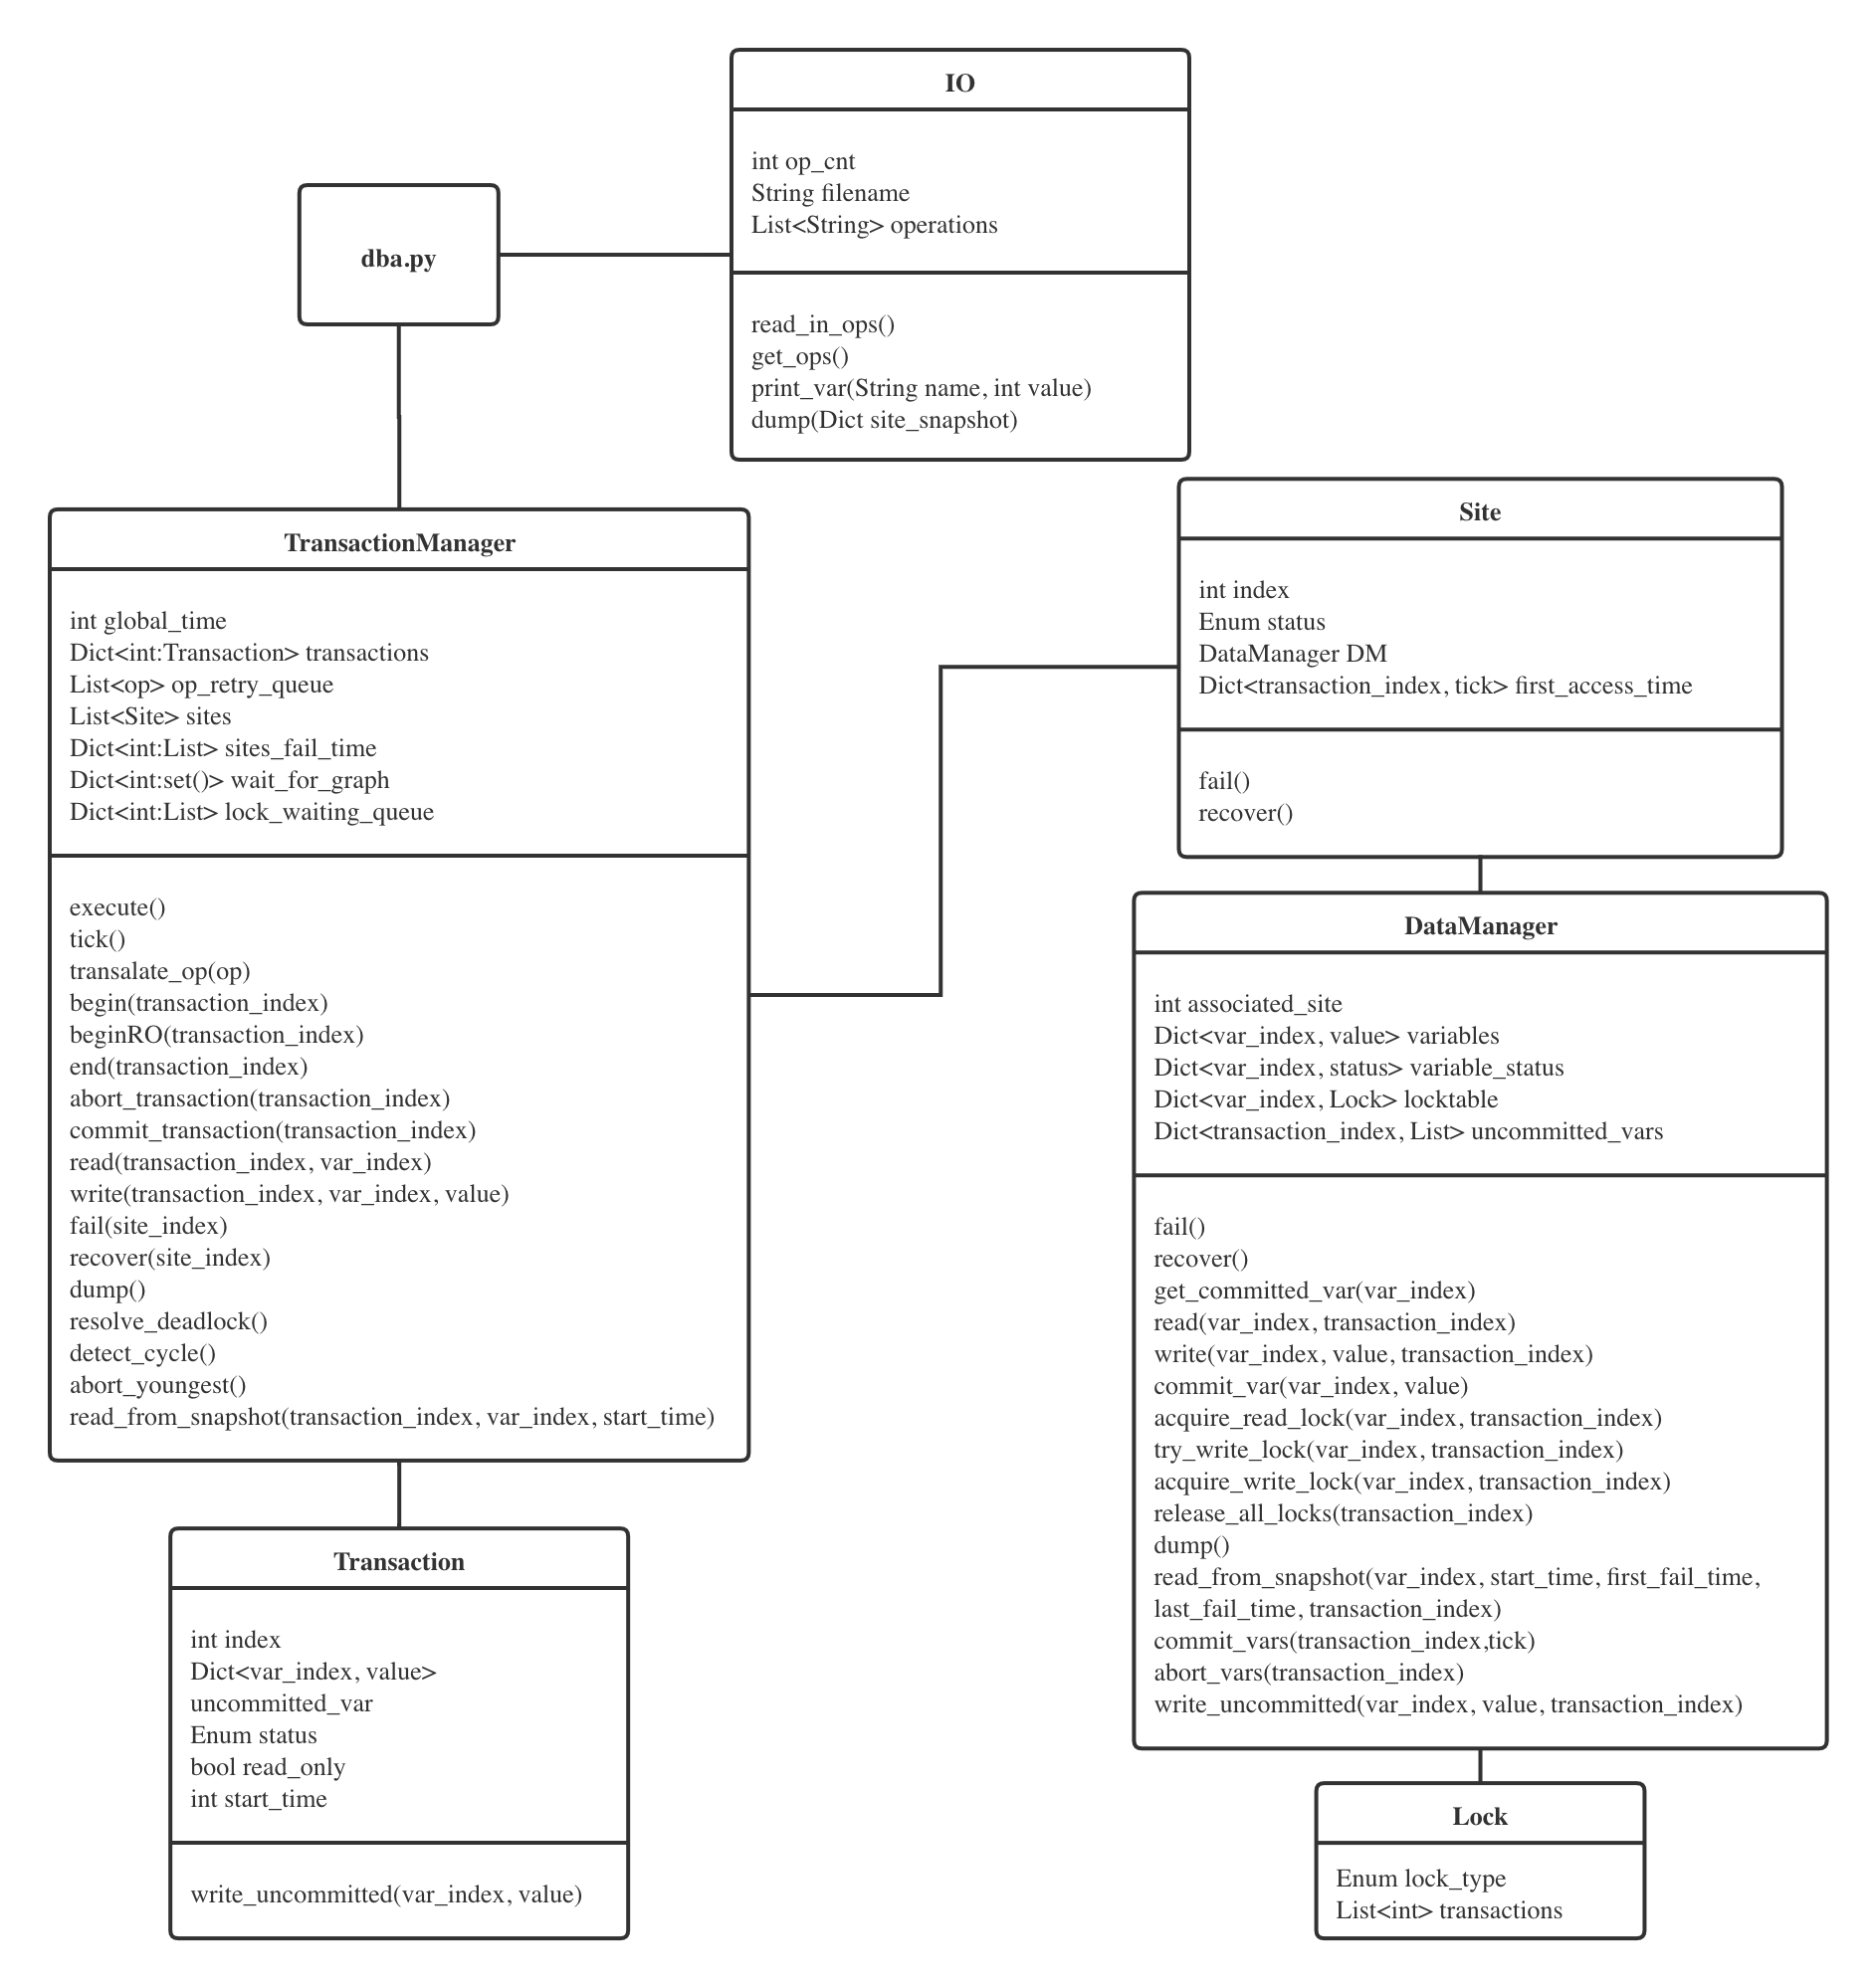 IO
int op_cnt
String filename
List<String> operations
read_in_ops()
get_ops()
print_var(String name, int value)
dump(Dict site_snapshot)
dba.py
TransactionManager
int global_time
Dict<int:Transaction> transactions
List<op> op_retry_queue
List<Site> sites
Dict<int:List> sites_fail_time
Dict<int:set()> wait_for_graph
Dict<int:List> lock_waiting_queue
execute()
tick()
transalate_op(op)
begin(transaction_index)
beginRO(transaction_index)
end(transaction_index)
abort_transaction(transaction_index)
commit_transaction(transaction_index)
read(transaction_index, var_index)
write(transaction_index, var_index, value)
fail(site_index)
recover(site_index)
dump()
resolve_deadlock()
detect_cycle()
abort_youngest()
read_from_snapshot(transaction_index, var_index, start_time)
Transaction
int index
Dict<var_index, value>
uncommitted_var
Enum status
bool read_only
int start_time
write_uncommitted(var_index, value)
Site
int index
Enum status
DataManager DM
Dict<transaction_index, tick> first_access_time
fail()
recover()
DataManager
int associated_site
Dict<var_index, value> variables
Dict<var_index, status> variable_status
Dict<var_index, Lock> locktable
Dict<transaction_index, List> uncommitted_vars
fail()
recover()
get_committed_var(var_index)
read(var_index, transaction_index)
write(var_index, value, transaction_index)
commit_var(var_index, value)
acquire_read_lock(var_index, transaction_index)
try_write_lock(var_index, transaction_index)
acquire_write_lock(var_index, transaction_index)
release_all_locks(transaction_index)
dump()
read_from_snapshot(var_index, start_time, first_fail_time,
last_fail_time, transaction_index)
commit_vars(transaction_index,tick)
abort_vars(transaction_index)
write_uncommitted(var_index, value, transaction_index)
Lock
Enum lock_type
List<int> transactions